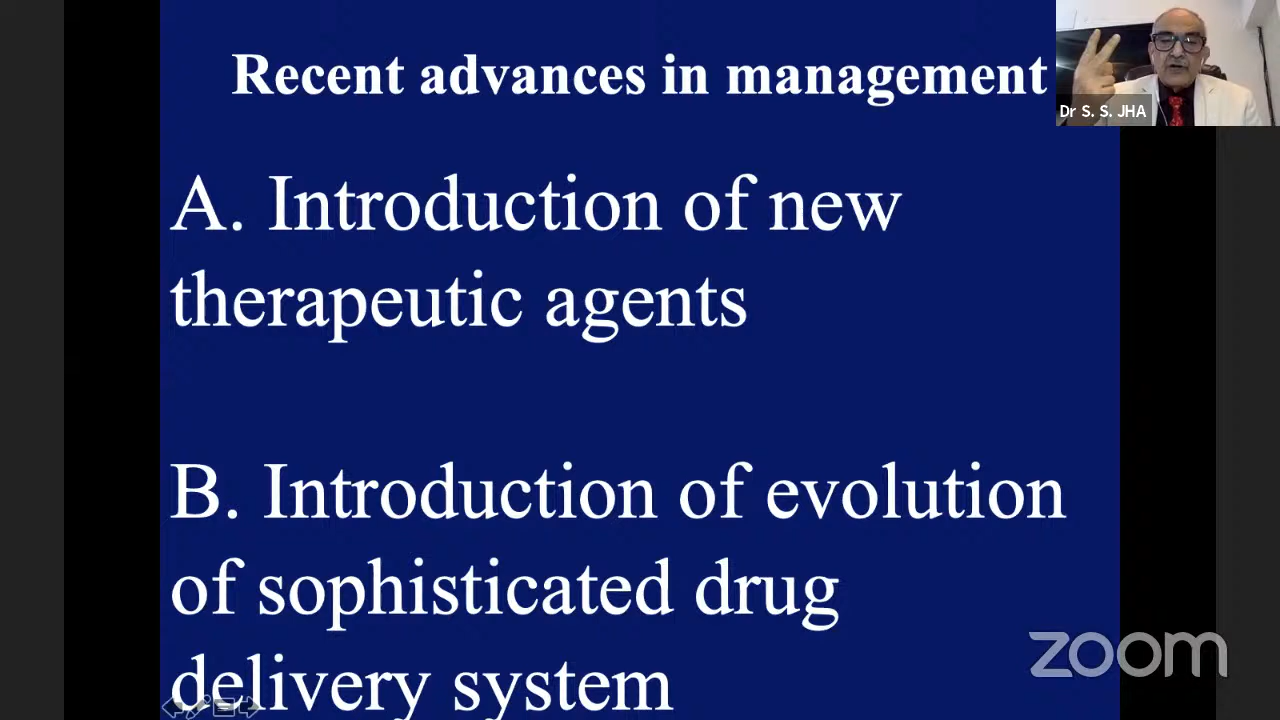 Recent advances in management
Dr S. S. JHA
A. Introduction of new
therapeutic agents
B. Introduction of evolution
of sophisticated drug
delivery system
zoom